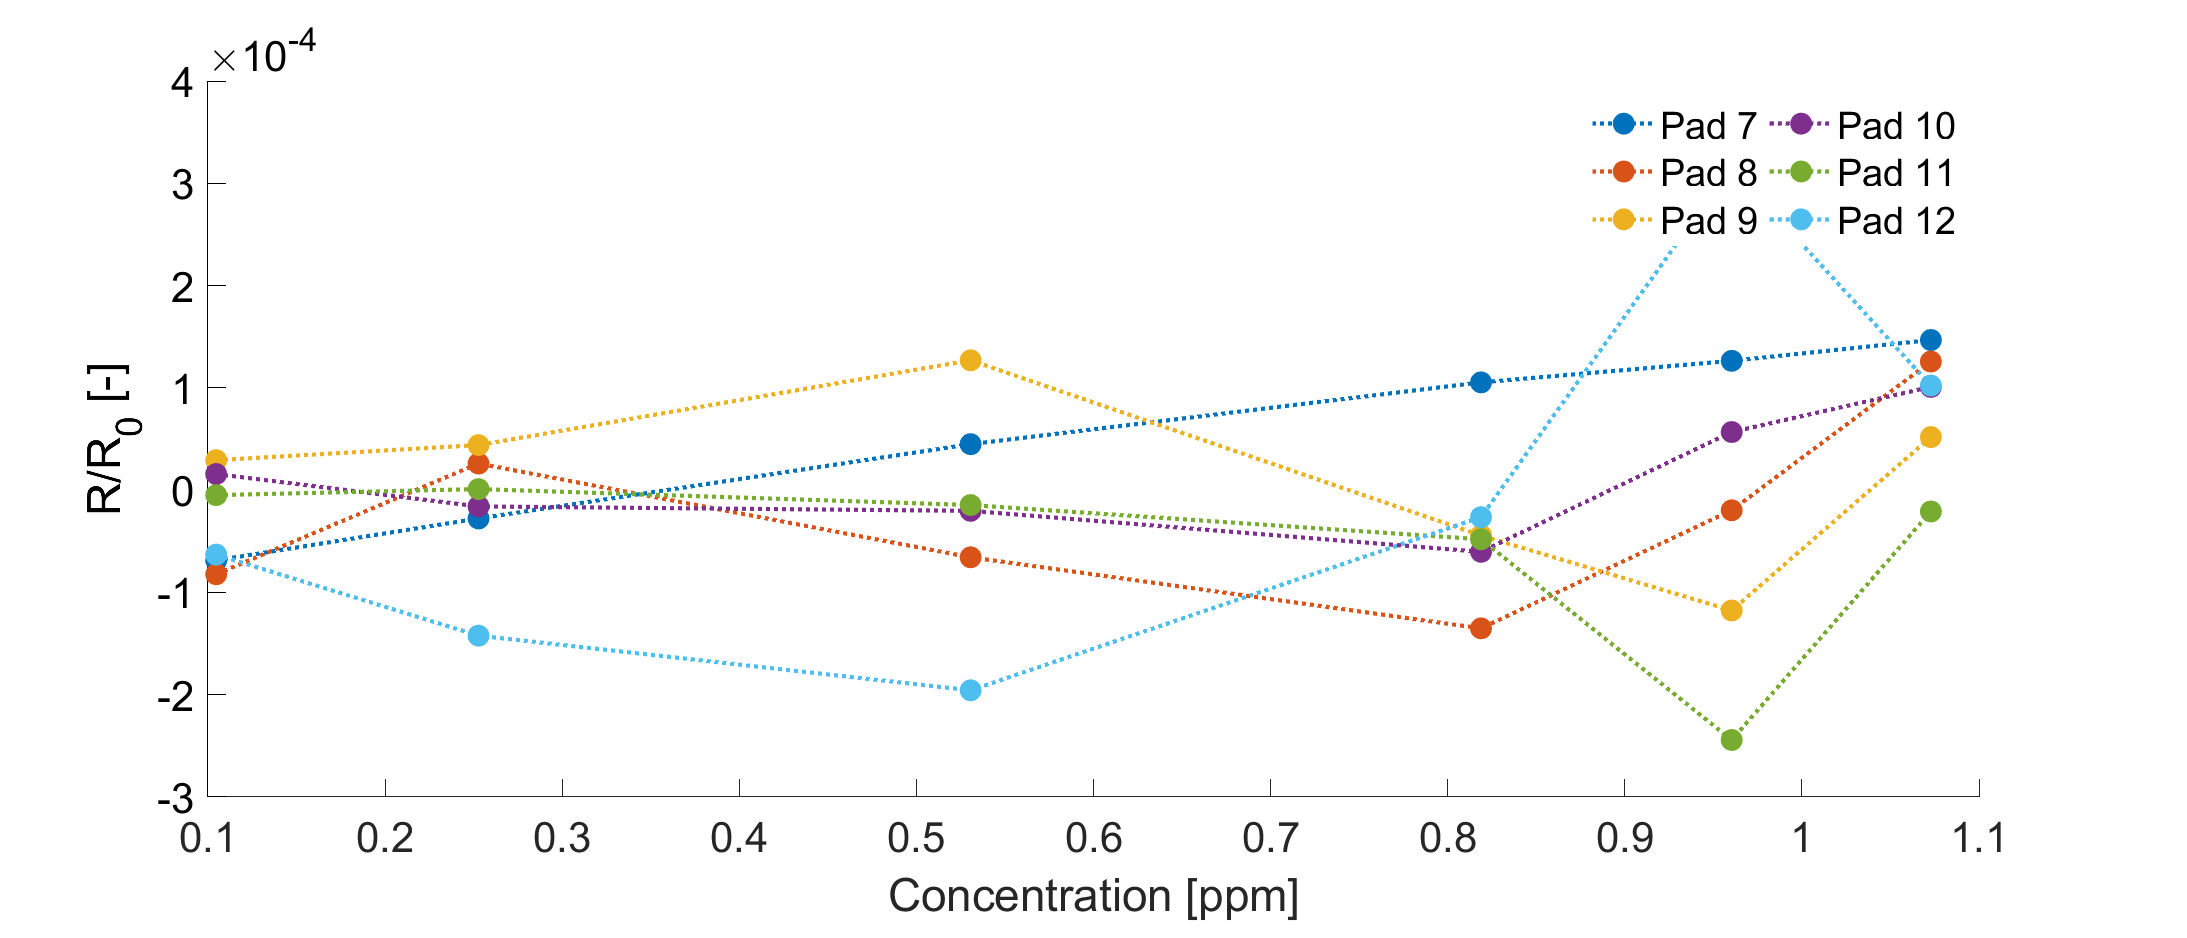 ×10-4
4
3
2
1
0
-1
-2
-3
R/R0 [-]
Pad 7 Pad 10
Pad 8 Pad 11
Pad 9 Pad 12
0.1 0.2 0.3 0.4 0.5 0.6 0.7 0.8 0.9 1 1.1
Concentration [ppm]